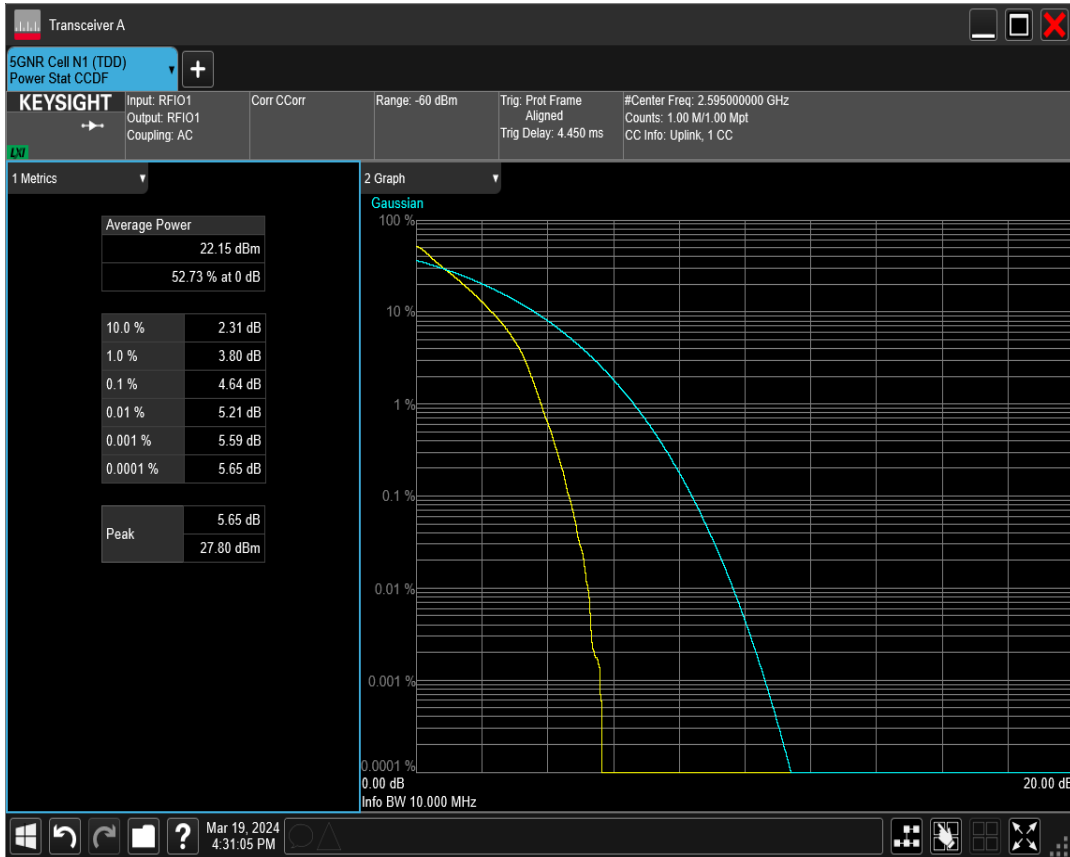 Transceiver A
5GNR Cell N1 (TDD)
Power Stat CCDF
+
KEYSIGHT
LXI
Input: RFIO1
Output: RFIO1
Coupling: AC
Corr CCorr
Range: -60 dBm
Trig: Prot Frame
Aligned
Trig Delay: 4.450 ms
#Center Freq: 2.595000000 GHz
Counts: 1.00 M/1.00 Mpt
CC Info: Uplink, 1 CC
1 Metrics
Average Power
22.15 dBm
52.73 % at 0 dB
10.0 % 2.31 dB
1.0 % 3.80 dB
0.1 % 4.64 dB
0.01 % 5.21 dB
0.001 % 5.59 dB
0.0001 % 5.65 dB
Peak 5.65 dB
27.80 dBm
2 Graph
Gaussian
100 %
10 %
1 %
0.1 %
0.01 %
0.001 %
0.0001 %
0.00 dB 20.00 dB
Info BW 10.000 MHz
?
Mar 19, 2024
4:31:05 PM